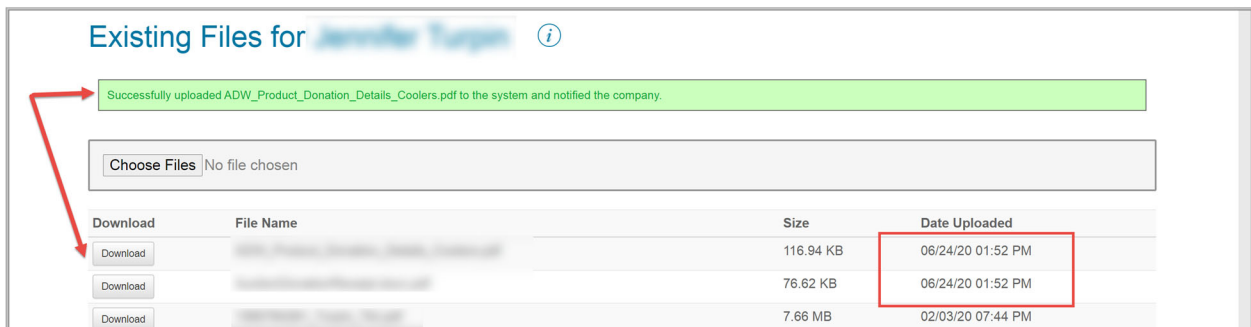 Existing Files for
Successfully uploaded ADW_Product_Donation_Details_Coolers.pdf to the system and notified the company.
Choose Files No file chosen
Download File Name Size Date Uploaded
Download 116.94 KB 06/24/20 01:52 PM
Download 76.62 KB 06/24/20 01:52 PM
Download 7.66 MB 02/03/20 07:44 PM